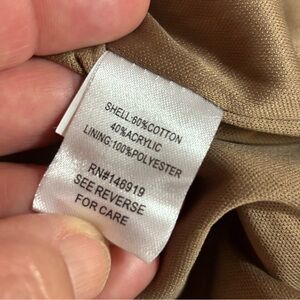 SHELL:60%COTTON
40%ACRYLIC
LINING:100%POLYESTER
RN#146919
SEE REVERSE
FOR CARE